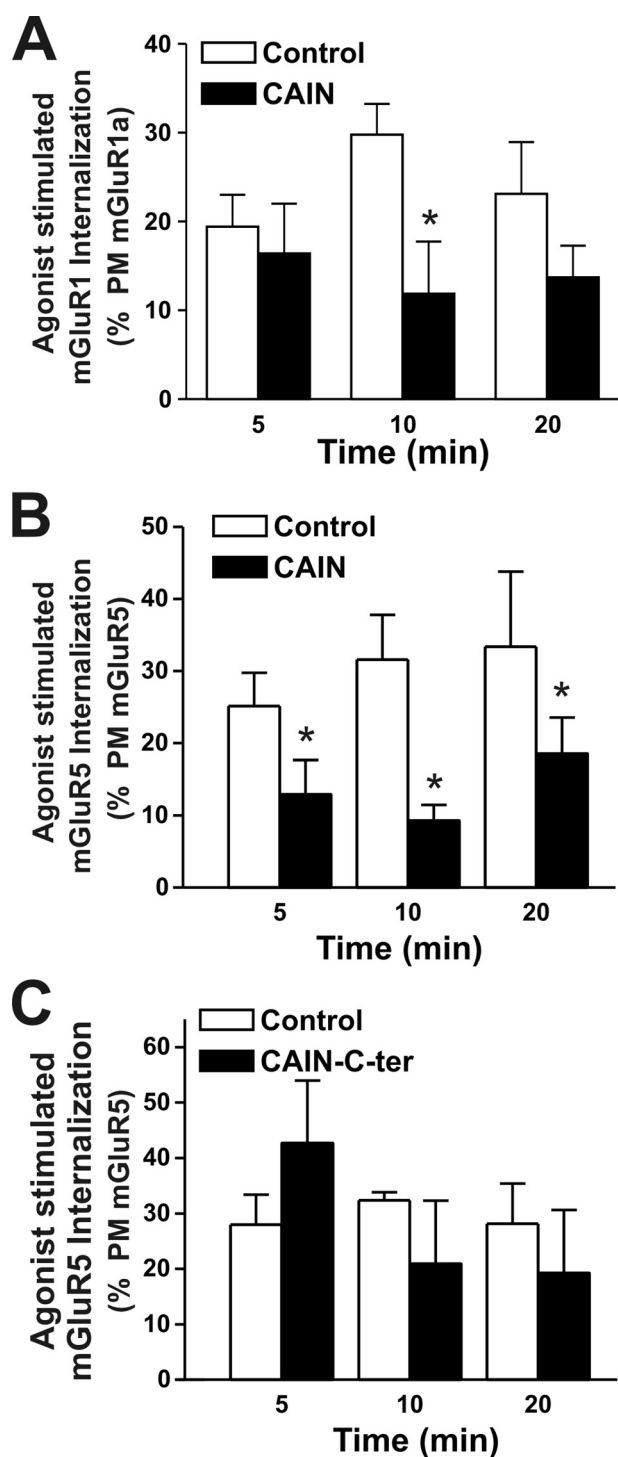 A
Agonist stimulated
mGluR1 Internalization
(% PM mGluR1a)
40
30
20
10
0
Control
CAIN
*
5
10
20
Time (min)
B
Agonist stimulated
mGluR5 Internalization
(% PM mGluR5)
50
40
30
20
10
0
Control
CAIN
*
*
*
5
10
20
Time (min)
C
Agonist stimulated
mGluR5 Internalization
(% PM mGluR5)
60
50
40
30
20
10
0
Control
CAIN-C-ter
5
10
20
Time (min)